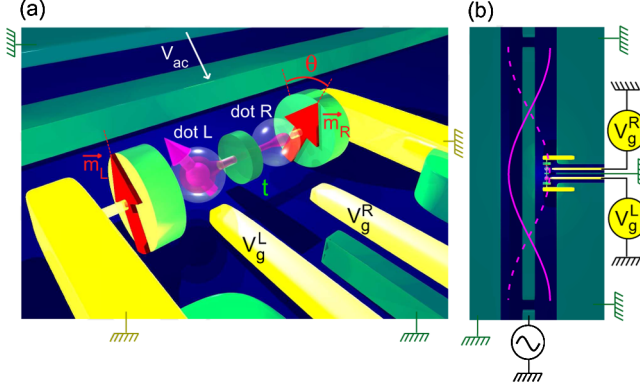 (a)
(b)
V_ac
θ
dot R
dot L
m_R
m_L
t
V_g^R
V_g^L
V_g^R
V_g^L